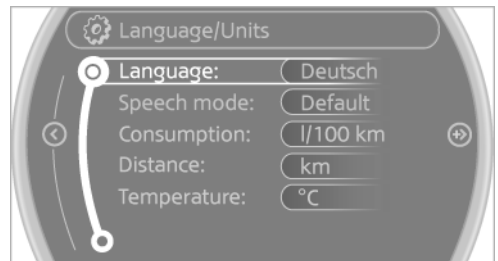 Language/Units
Language: Deutsch
Speech mode: Default
Consumption: l/100 km
Distance: km
Temperature: °C